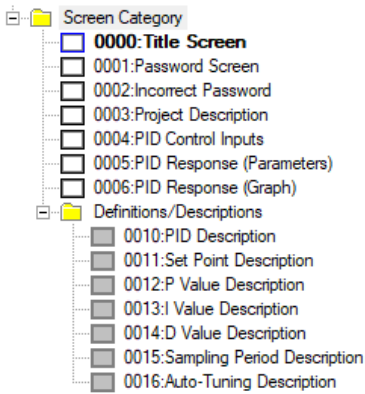 Screen Category
0000:Title Screen
0001:Password Screen
0002:Incorrect Password
0003:Project Description
0004:PID Control Inputs
0005:PID Response (Parameters)
0006:PID Response (Graph)
Definitions/Descriptions
0010:PID Description
0011:Set Point Description
0012:P Value Description
0013:I Value Description
0014:D Value Description
0015:Sampling Period Description
0016:Auto-Tuning Description